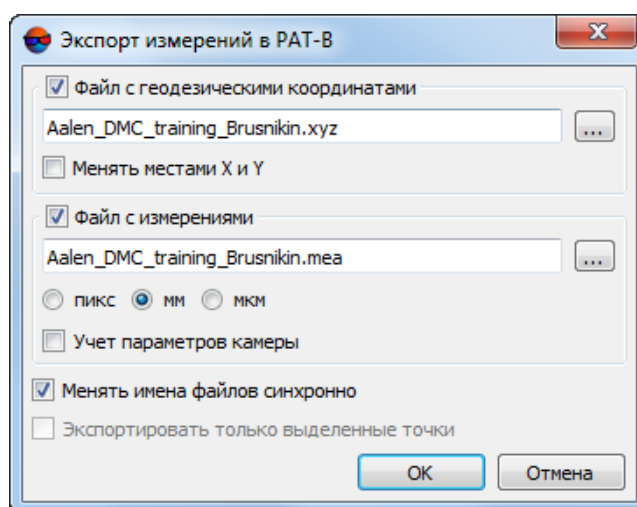 Экспорт измерений в PAT-B
Файл с геодезическими координатами
Aalen_DMC_training_Brusnikin.xyz
...
Менять местами X и Y
Файл с измерениями
Aalen_DMC_training_Brusnikin.mea
...
пикс мм мкм
Учет параметров камеры
Менять имена файлов синхронно
Экспортировать только выделенные точки
OK Отмена